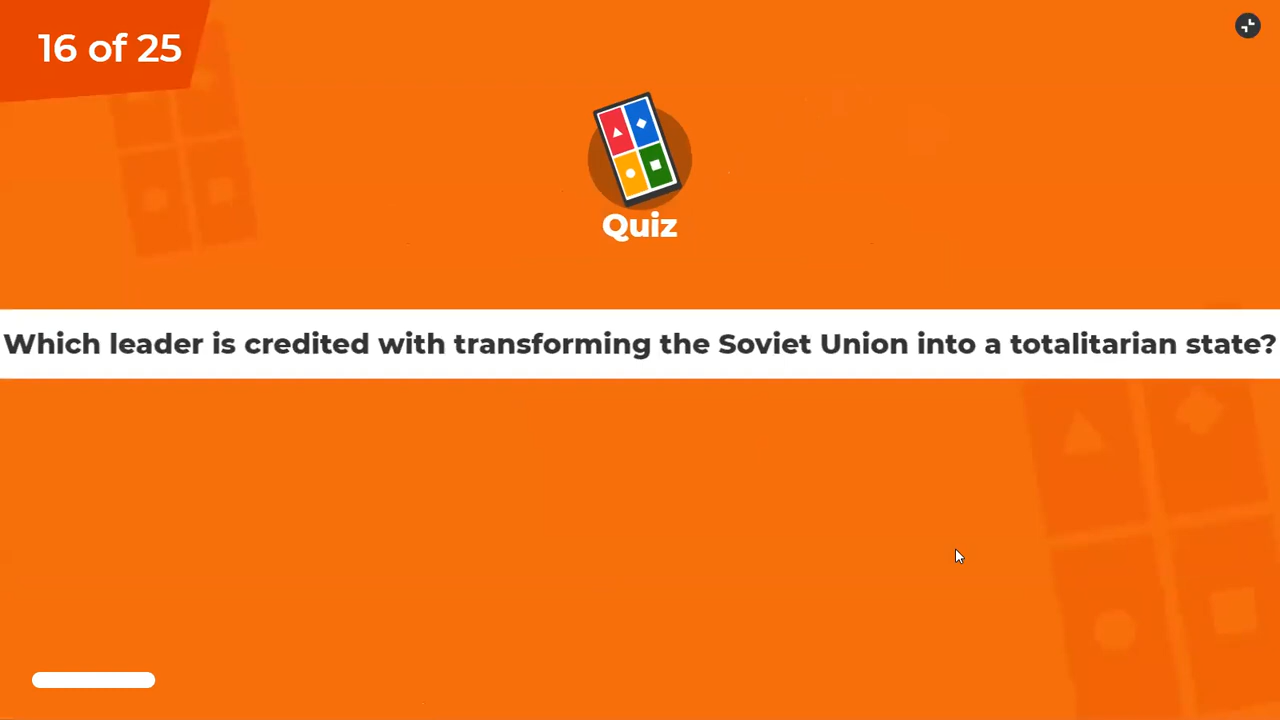 16 of 25
Quiz
Which leader is credited with transforming the Soviet Union into a totalitarian state?